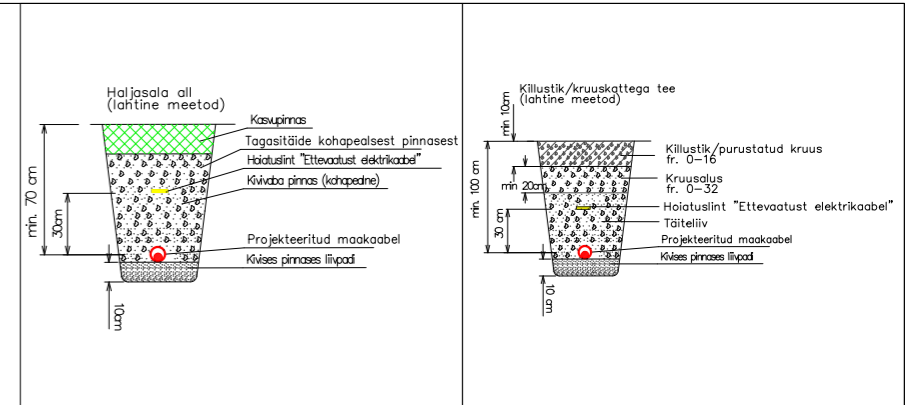 Haljasala all
(lahtine meetod)
Kasvupinnas
Tagasitäide kohapealsest pinnasest
Hoiatuslint "Ettevaatust elektrikaabel"
Kivivaba pinnas (kohapealne)
Projekteeritud maakaabel
Kivises pinnases liivpadi
min. 70 cm
30cm
10cm
Killustik/kruuskattega tee
(lahtine meetod)
min 10cm
Killustik/purustatud kruus
fr. 0-16
Kruusalus
fr. 0-32
Hoiatuslint "Ettevaatust elektrikaabel"
Täiteliiv
Projekteeritud maakaabel
Kivises pinnases liivpadi
min. 100 cm
min 20cm
30 cm
10 cm